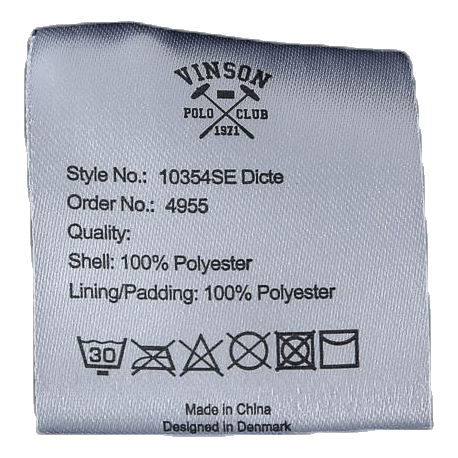 VINSON
POLO CLUB
1971
Style No.: 10354SE Dicte
Order No.: 4955
Quality:
Shell: 100% Polyester
Lining/Padding: 100% Polyester
30
Made in China
Designed in Denmark